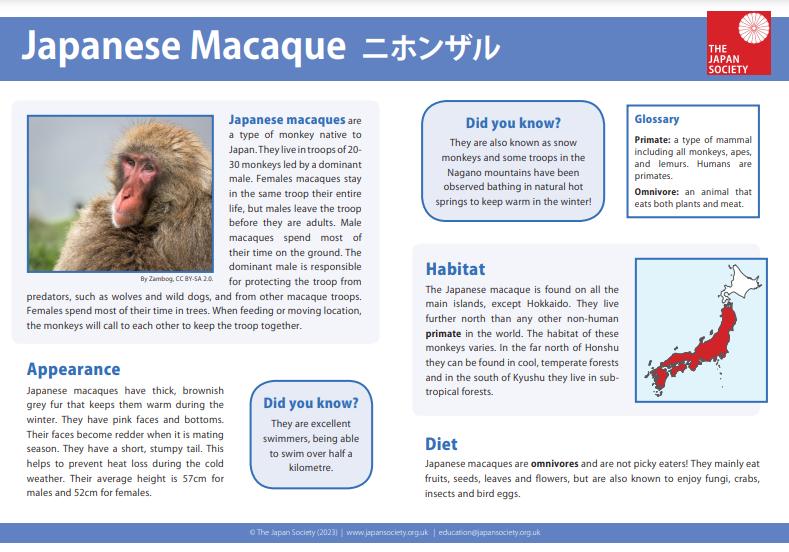 Japanese Macaque ニホンザル
THE
JAPAN
SOCIETY
Japanese macaques are
a type of monkey native to
Japan. They live in troops of 20-
30 monkeys led by a dominant
male. Females macaques stay
in the same troop their entire
life, but males leave the troop
before they are adults. Male
macaques spend most of
their time on the ground. The
dominant male is responsible
for protecting the troop from
By Zambog, CC BY-SA 2.0.
predators, such as wolves and wild dogs, and from other macaque troops.
Females spend most of their time in trees. When feeding or moving location,
the monkeys will call to each other to keep the troop together.
Appearance
Japanese macaques have thick, brownish
grey fur that keeps them warm during the
winter. They have pink faces and bottoms.
Their faces become redder when it is mating
season. They have a short, stumpy tail. This
helps to prevent heat loss during the cold
weather. Their average height is 57cm for
males and 52cm for females.
Did you know?
They are excellent
swimmers, being able
to swim over half a
kilometre.
Did you know?
They are also known as snow
monkeys and some troops in the
Nagano mountains have been
observed bathing in natural hot
springs to keep warm in the winter!
Glossary
Primate: a type of mammal
including all monkeys, apes,
and lemurs. Humans are
primates.
Omnivore: an animal that
eats both plants and meat.
Habitat
The Japanese macaque is found on all the
main islands, except Hokkaido. They live
further north than any other non-human
primate in the world. The habitat of these
monkeys varies. In the far north of Honshu
they can be found in cool, temperate forests
and in the south of Kyushu they live in sub-
tropical forests.
Diet
Japanese macaques are omnivores and are not picky eaters! They mainly eat
fruits, seeds, leaves and flowers, but are also known to enjoy fungi, crabs,
insects and bird eggs.
© The Japan Society (2023) | www.japansociety.org.uk | education@japansociety.org.uk